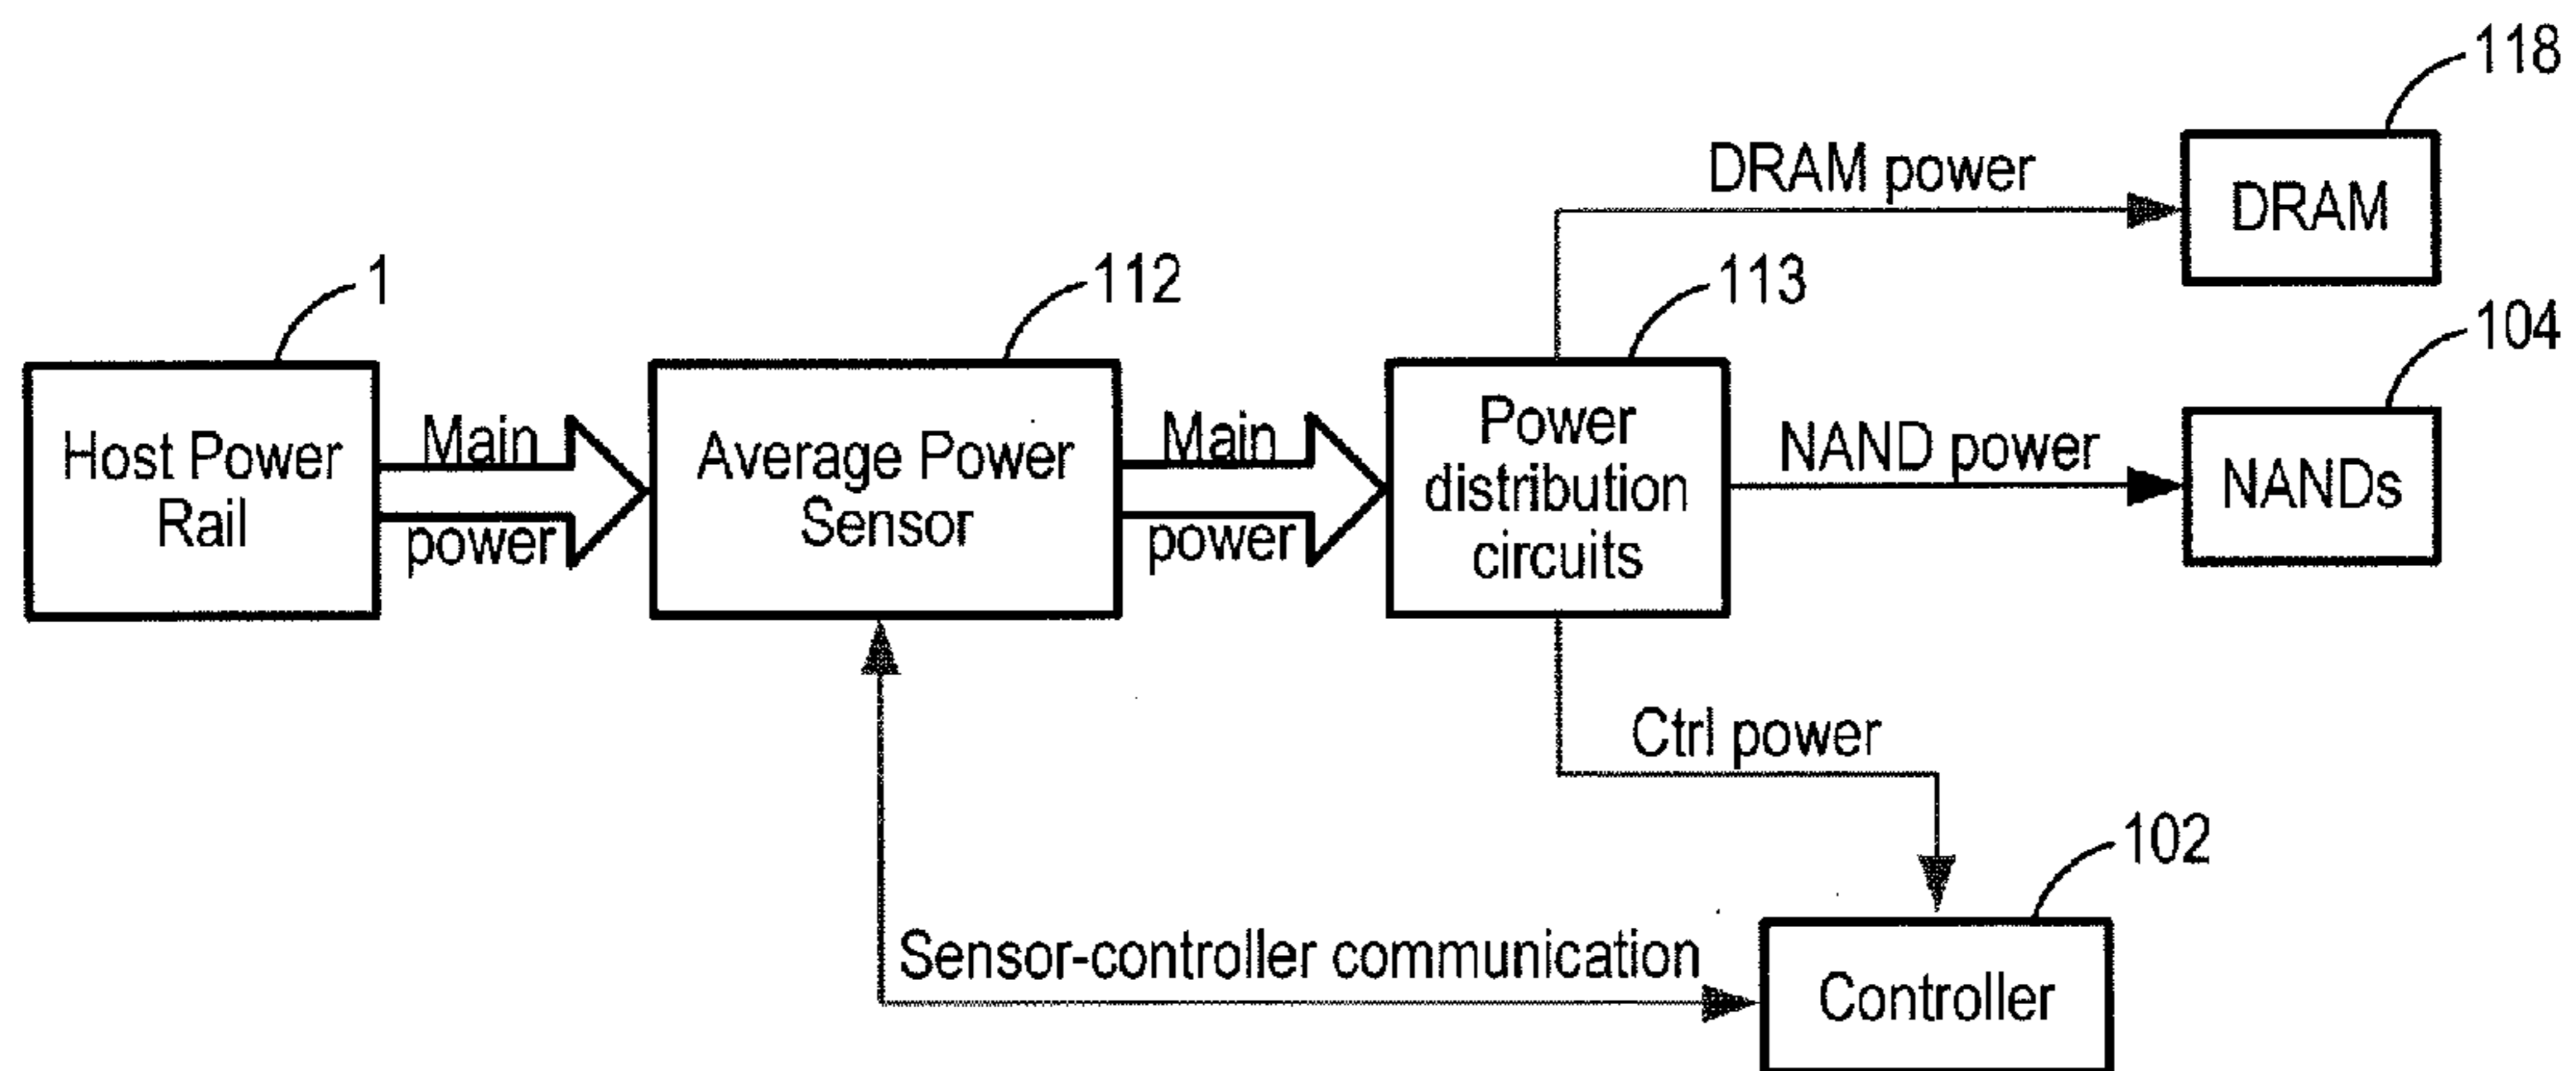 118
DRAM power
DRAM
1
112
113
104
Host Power
Rail
Main
power
Average Power
Sensor
Main
power
Power
distribution
circuits
NAND power
NANDs
Ctrl power
102
Sensor-controller communication
Controller